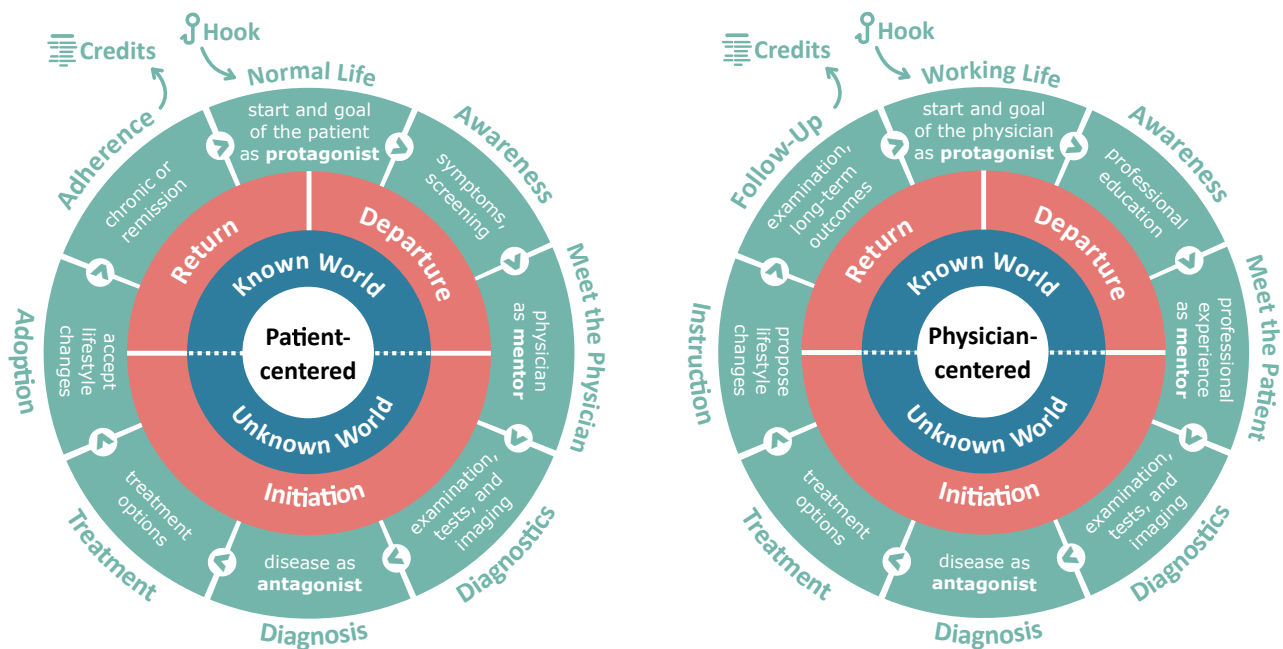 Credits
Hook
Normal Life
start and goal
of the patient
as protagonist
Awareness
symptoms,
screening
Meet the Physician
physician
as mentor
Diagnostics
examination,
tests, and
imaging
Diagnosis
disease as
antagonist
Treatment
treatment
options
Adoption
accept
lifestyle
changes
Adherence
chronic or
remission
Return
Departure
Initiation
Known World
Unknown World
Patient-
centered
Credits
Hook
Working Life
start and goal
of the physician
as protagonist
Awareness
professional
education
Meet the Patient
professional
experience
as mentor
Diagnostics
examination,
tests, and
imaging
Diagnosis
disease as
antagonist
Treatment
treatment
options
Instruction
propose
lifestyle
changes
Follow-Up
examination,
long-term
outcomes
Return
Departure
Initiation
Known World
Unknown World
Physician-
centered